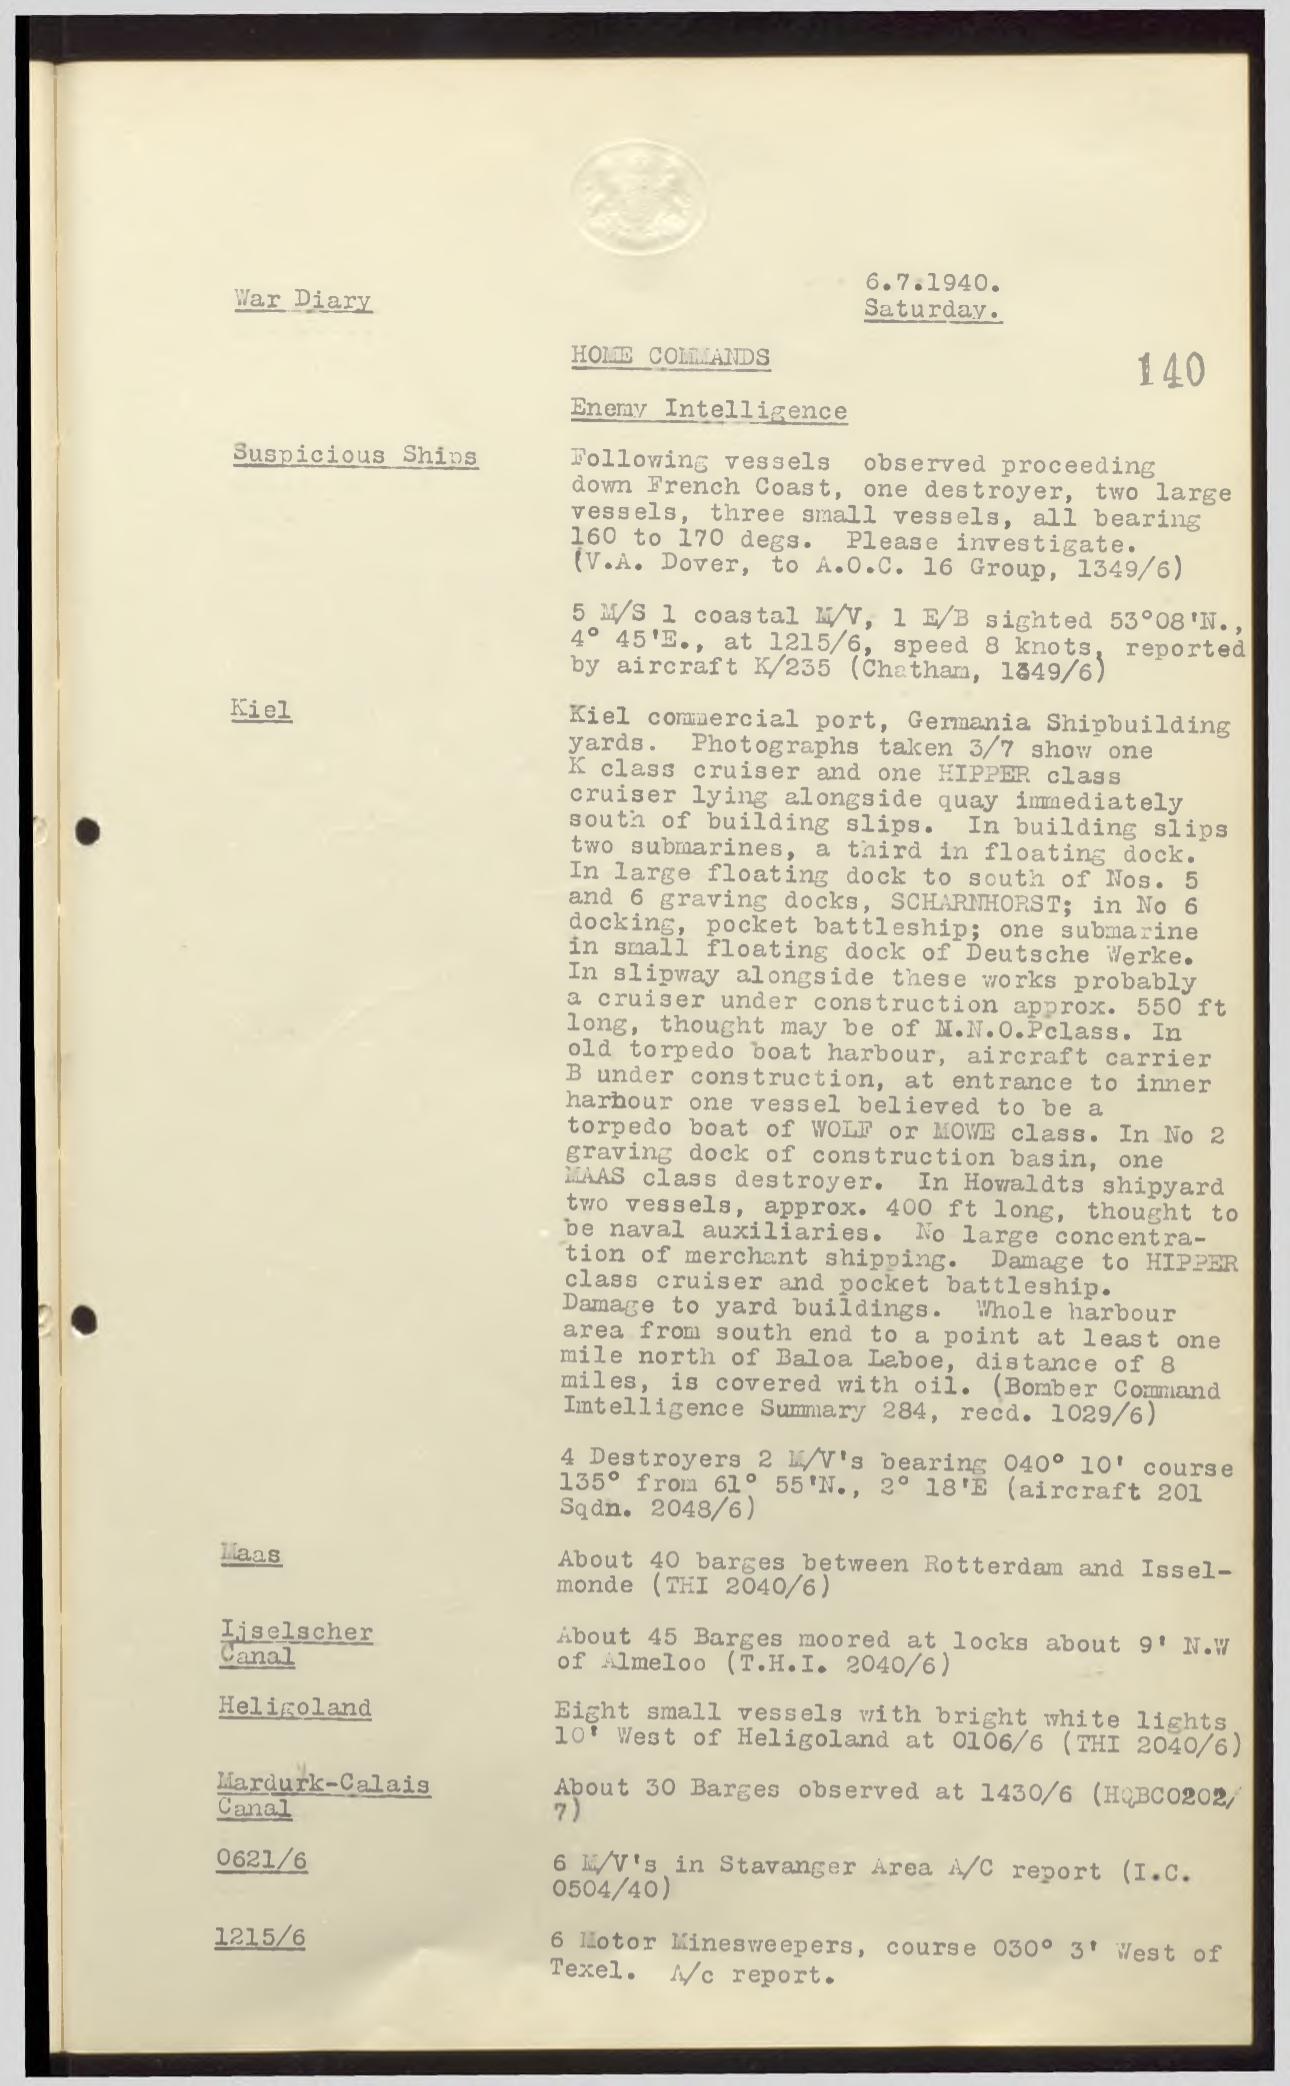 War Diary
6.7.1940.
Saturday.
HOME COMMANDS
140
Enemy Intelligence
Suspicious Ships
Following vessels observed proceeding
down French Coast, one destroyer, two large
vessels, three small vessels, all bearing
160 to 170 degs. Please investigate.
(V.A. Dover, to A.O.C. 16 Group, 1349/6)
5 M/S 1 coastal M/V, 1 E/B sighted 53°08'N.,
4° 45'E., at 1215/6, speed 8 knots, reported
by aircraft K/235 (Chatham, 1349/6)
Kiel
Kiel commercial port, Germania Shipbuilding
yards. Photographs taken 3/7 show one
K class cruiser and one HIPPER class
cruiser lying alongside quay immediately
south of building slips. In building slips
two submarines, a third in floating dock.
In large floating dock to south of Nos. 5
and 6 graving docks, SCHARNHORST; in No 6
docking, pocket battleship; one submarine
in small floating dock of Deutsche Werke.
In slipway alongside these works probably
a cruiser under construction approx. 550 ft
long, thought may be of M.N.O.Pclass. In
old torpedo boat harbour, aircraft carrier
B under construction, at entrance to inner
harbour one vessel believed to be a
torpedo boat of WOLF or MOWE class. In No 2
graving dock of construction basin, one
MAAS class destroyer. In Howaldts shipyard
two vessels, approx. 400 ft long, thought to
be naval auxiliaries. No large concentra-
tion of merchant shipping. Damage to HIPPER
class cruiser and pocket battleship.
Damage to yard buildings. Whole harbour
area from south end to a point at least one
mile north of Baloa Laboe, distance of 8
miles, is covered with oil. (Bomber Command
Imtelligence Summary 284, recd. 1029/6)
4 Destroyers 2 M/V's bearing 040° 10' course
135° from 61° 55'N., 2° 18'E (aircraft 201
Sqdn. 2048/6)
Maas
About 40 barges between Rotterdam and Issel-
monde (THI 2040/6)
Ijselscher
Canal
About 45 Barges moored at locks about 9' N.W
of Almeloo (T.H.I. 2040/6)
Heligoland
Eight small vessels with bright white lights
10' West of Heligoland at 0106/6 (THI 2040/6)
Mardurk-Calais
Canal
About 30 Barges observed at 1430/6 (HQBC0202/
7)
0621/6
6 M/V's in Stavanger Area A/C report (I.C.
0504/40)
1215/6
6 Motor Minesweepers, course 030° 3' West of
Texel. A/c report.